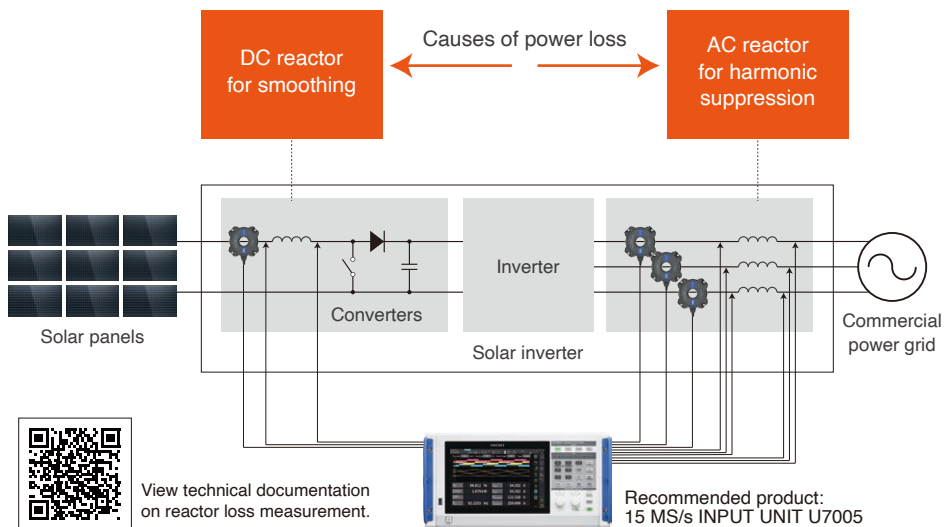 DC reactor
for smoothing
Causes of power loss
AC reactor
for harmonic
suppression
Solar panels
Converters
Inverter
Solar inverter
Commercial
power grid
View technical documentation
on reactor loss measurement.
Recommended product:
15 MS/s INPUT UNIT U7005